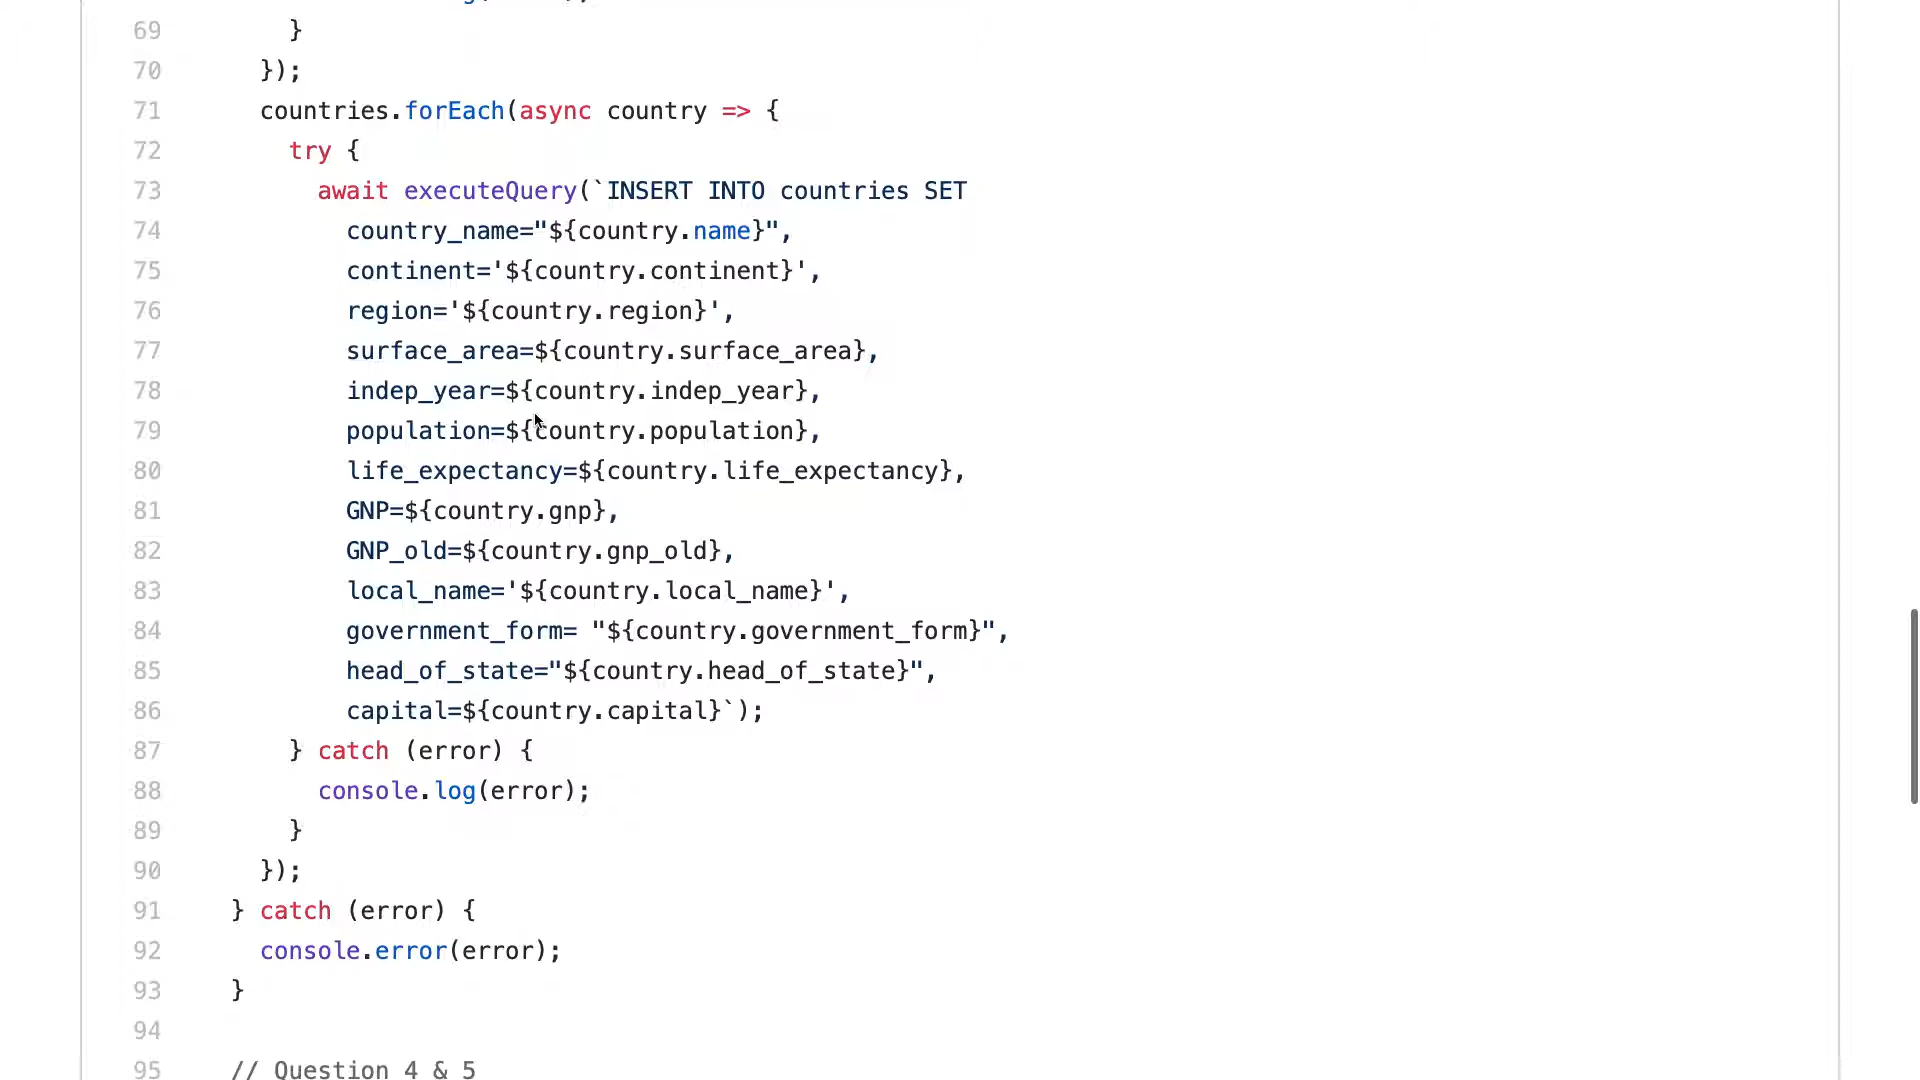 69 }
70 });
71 countries.forEach(async country => {
72 try {
73 await executeQuery(`INSERT INTO countries SET
74 country_name="${country.name}",
75 continent='${country.continent}',
76 region='${country.region}',
77 surface_area=${country.surface_area},
78 indep_year=${country.indep_year},
79 population=${country.population},
80 life_expectancy=${country.life_expectancy},
81 GNP=${country.gnp},
82 GNP_old=${country.gnp_old},
83 local_name='${country.local_name}',
84 government_form= "${country.government_form}",
85 head_of_state="${country.head_of_state}",
86 capital=${country.capital}`);
87 } catch (error) {
88 console.log(error);
89 }
90 });
91 } catch (error) {
92 console.error(error);
93 }
94
95 // Question 4 & 5